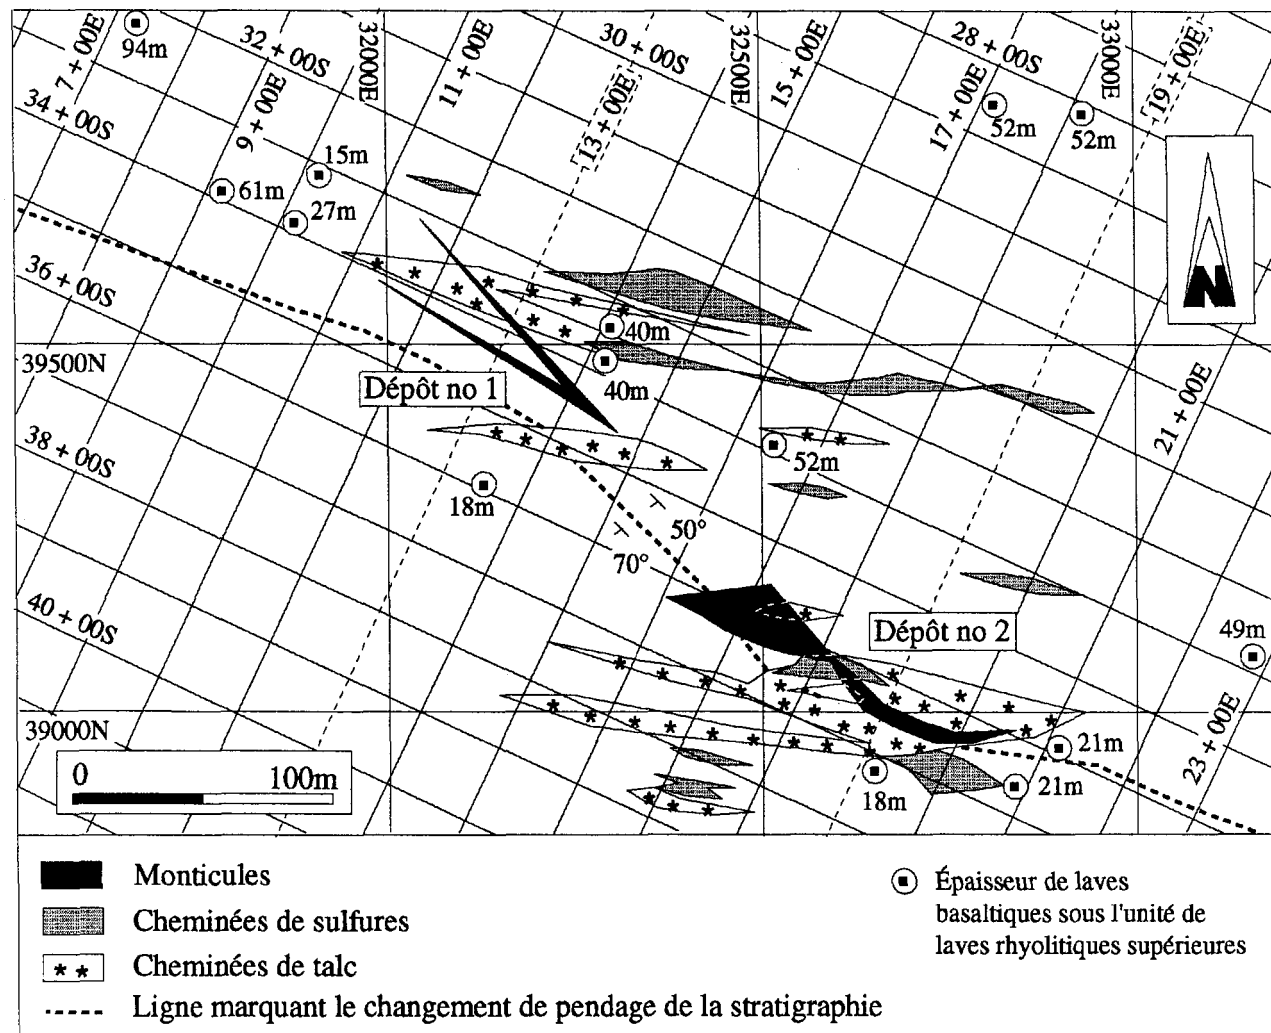 7 + 00E
94m
32 + 00S
32000E
11 + 00E
30 + 00S
32500E
15 + 00E
28 + 00S
33000E
19 + 00E
34 + 00S
9 + 00E
13 + 00E
17 + 00E
52m
52m
15m
61m
27m
N
36 + 00S
40m
39500N
Dépôt no 1
40m
21 + 00E
38 + 00S
52m
18m
50°
70°
40 + 00S
Dépôt no 2
49m
39000N
23 + 00E
0 100m
21m
18m
21m
Monticules
Cheminées de sulfures
Cheminées de talc
Ligne marquant le changement de pendage de la stratigraphie
Épaisseur de laves
basaltiques sous l'unité de
laves rhyolitiques supérieures